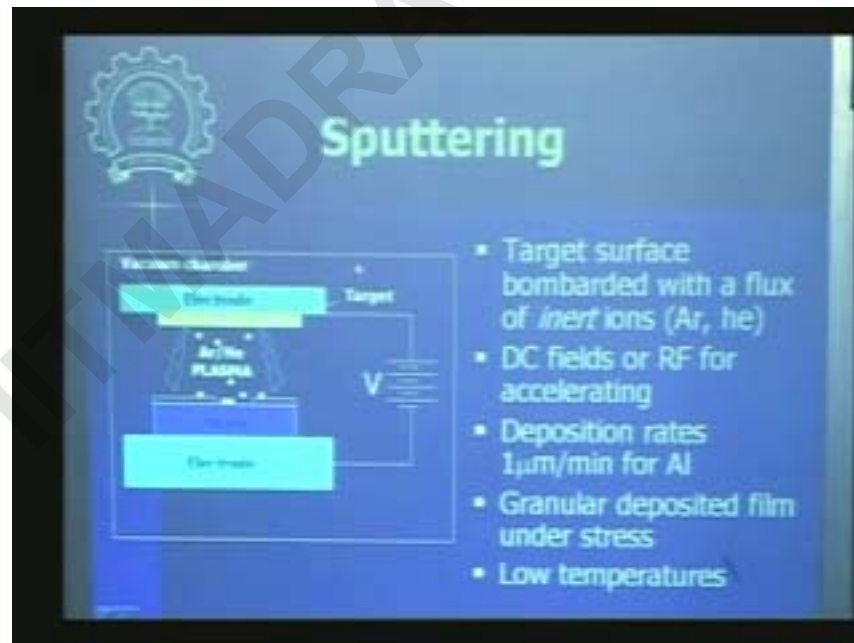 Sputtering
Vacuum chamber
Electrode
Target
Ar/He
PLASMA
V
Electrode
▪ Target surface
bombarded with a flux
of inert ions (Ar, he)
▪ DC fields or RF for
accelerating
▪ Deposition rates
1μm/min for Al
▪ Granular deposited film
under stress
▪ Low temperatures